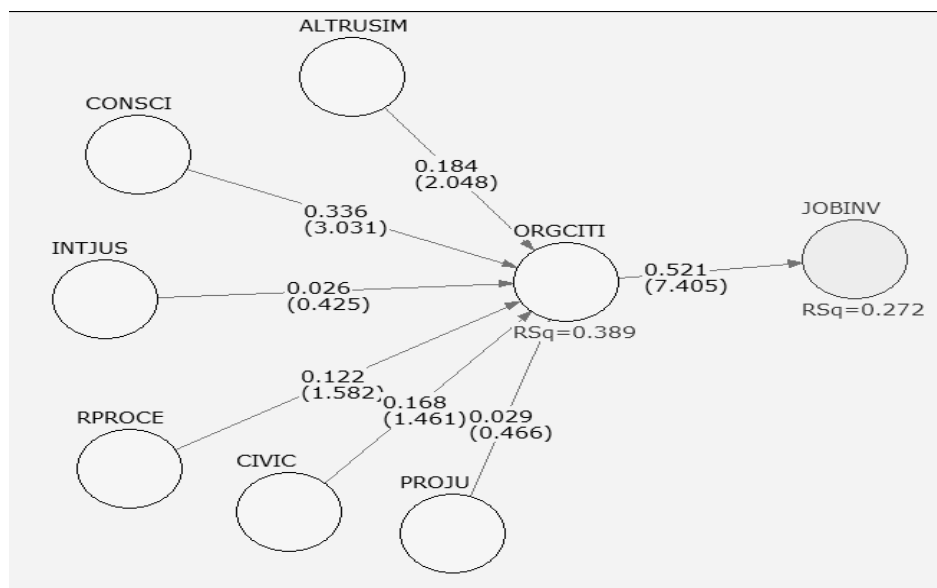 ALTRUSIM
CONSCI
0.184
(2.048)
0.336
(3.031)
JOBINV
ORGCITI
INTJUS
0.026
(0.425)
0.521
(7.405)
RSq=0.272
RSq=0.389
0.122
(1.582)
0.168
(1.461)
0.029
(0.466)
RPROCE
CIVIC
PROJU